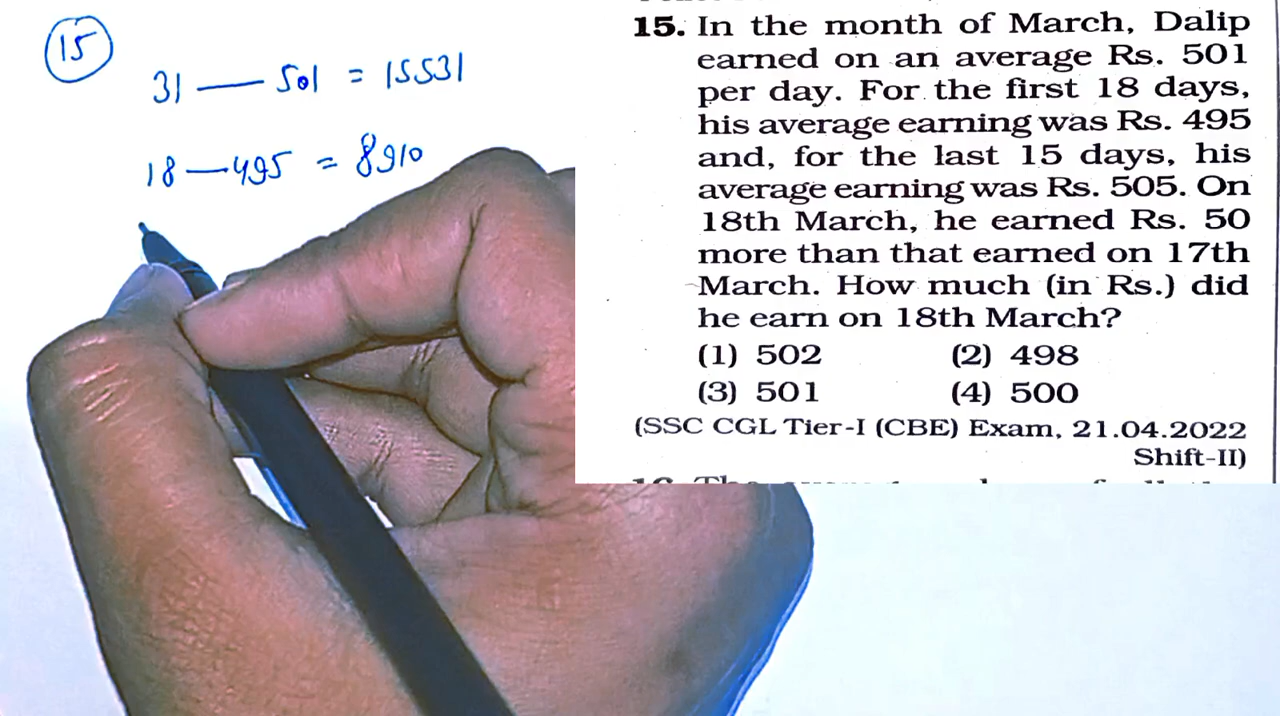 15
31 — 501 = 15531
18 — 495 = 8910
15. In the month of March, Dalip
earned on an average Rs. 501
per day. For the first 18 days,
his average earning was Rs. 495
and, for the last 15 days, his
average earning was Rs. 505. On
18th March, he earned Rs. 50
more than that earned on 17th
March. How much (in Rs.) did
he earn on 18th March?
(1) 502 (2) 498
(3) 501 (4) 500
(SSC CGL Tier-I (CBE) Exam, 21.04.2022
Shift-II)